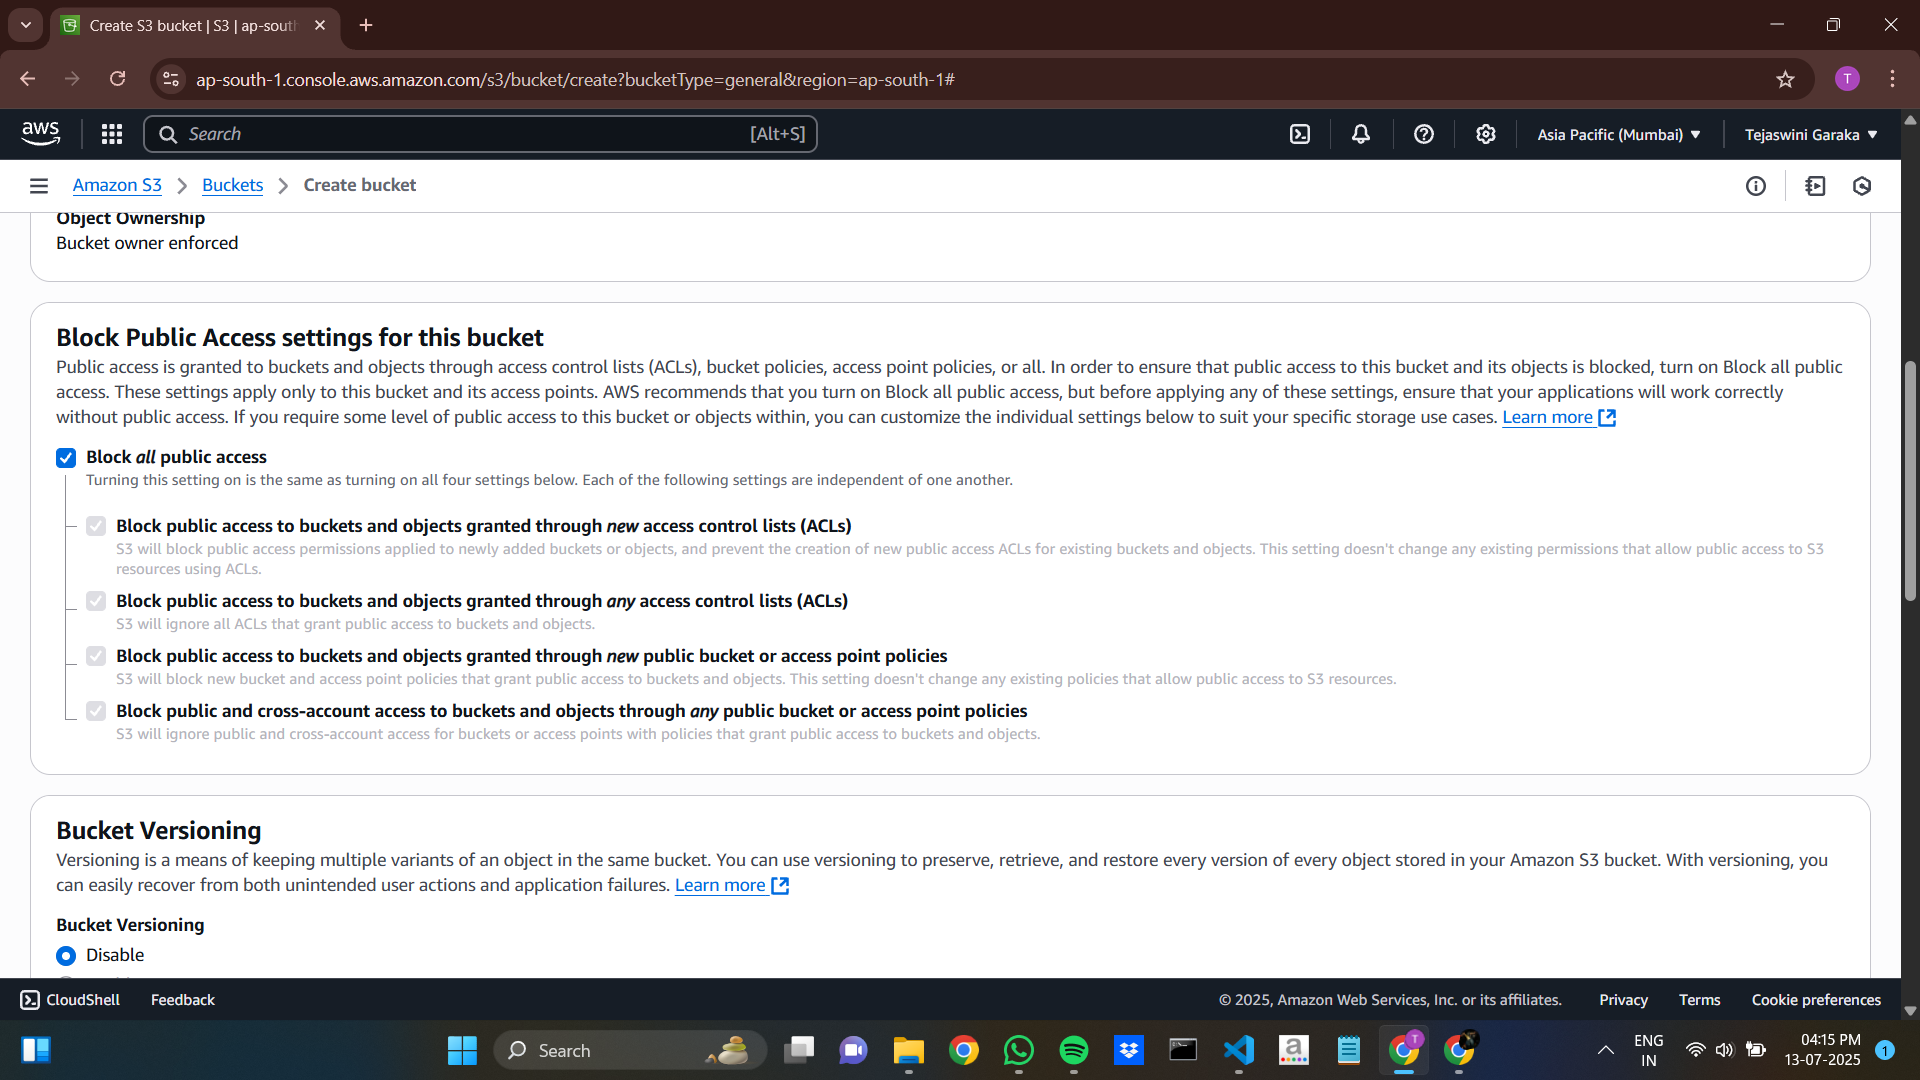 Create S3 bucket | S3 | ap-south
ap-south-1.console.aws.amazon.com/s3/bucket/create?bucketType=general&region=ap-south-1#
T
aws
Search
[Alt+S]
Asia Pacific (Mumbai)
Tejaswini Garaka
Amazon S3 > Buckets > Create bucket
Object Ownership
Bucket owner enforced
Block Public Access settings for this bucket
Public access is granted to buckets and objects through access control lists (ACLs), bucket policies, access point policies, or all. In order to ensure that public access to this bucket and its objects is blocked, turn on Block all public
access. These settings apply only to this bucket and its access points. AWS recommends that you turn on Block all public access, but before applying any of these settings, ensure that your applications will work correctly
without public access. If you require some level of public access to this bucket or objects within, you can customize the individual settings below to suit your specific storage use cases. Learn more
Block all public access
Turning this setting on is the same as turning on all four settings below. Each of the following settings are independent of one another.
Block public access to buckets and objects granted through new access control lists (ACLs)
S3 will block public access permissions applied to newly added buckets or objects, and prevent the creation of new public access ACLs for existing buckets and objects. This setting doesn't change any existing permissions that allow public access to S3
resources using ACLs.
Block public access to buckets and objects granted through any access control lists (ACLs)
S3 will ignore all ACLs that grant public access to buckets and objects.
Block public access to buckets and objects granted through new public bucket or access point policies
S3 will block new bucket and access point policies that grant public access to buckets and objects. This setting doesn't change any existing policies that allow public access to S3 resources.
Block public and cross-account access to buckets and objects through any public bucket or access point policies
S3 will ignore public and cross-account access for buckets or access points with policies that grant public access to buckets and objects.
Bucket Versioning
Versioning is a means of keeping multiple variants of an object in the same bucket. You can use versioning to preserve, retrieve, and restore every version of every object stored in your Amazon S3 bucket. With versioning, you
can easily recover from both unintended user actions and application failures. Learn more
Bucket Versioning
Disable
CloudShell
Feedback
© 2025, Amazon Web Services, Inc. or its affiliates.
Privacy
Terms
Cookie preferences
Search
a
T
ENG
IN
04:15 PM
13-07-2025
1